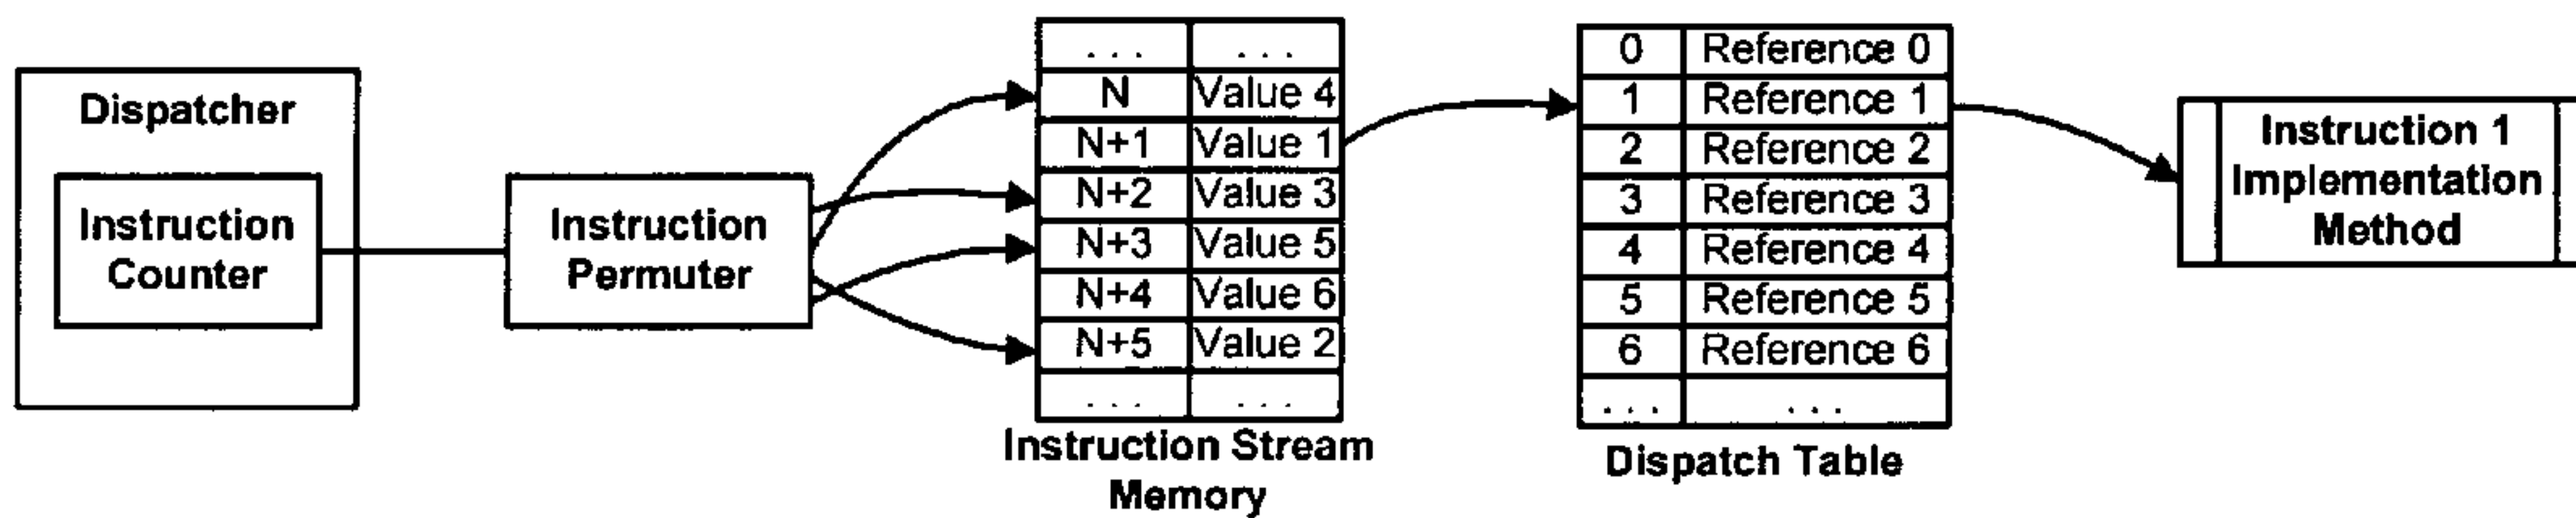 Dispatcher
Instruction
Counter
Instruction
Permuter
. . . . . .
N Value 4
N+1 Value 1
N+2 Value 3
N+3 Value 5
N+4 Value 6
N+5 Value 2
. . . . . .
Instruction Stream
Memory
0 Reference 0
1 Reference 1
2 Reference 2
3 Reference 3
4 Reference 4
5 Reference 5
6 Reference 6
. . . . . .
Dispatch Table
Instruction 1
Implementation
Method